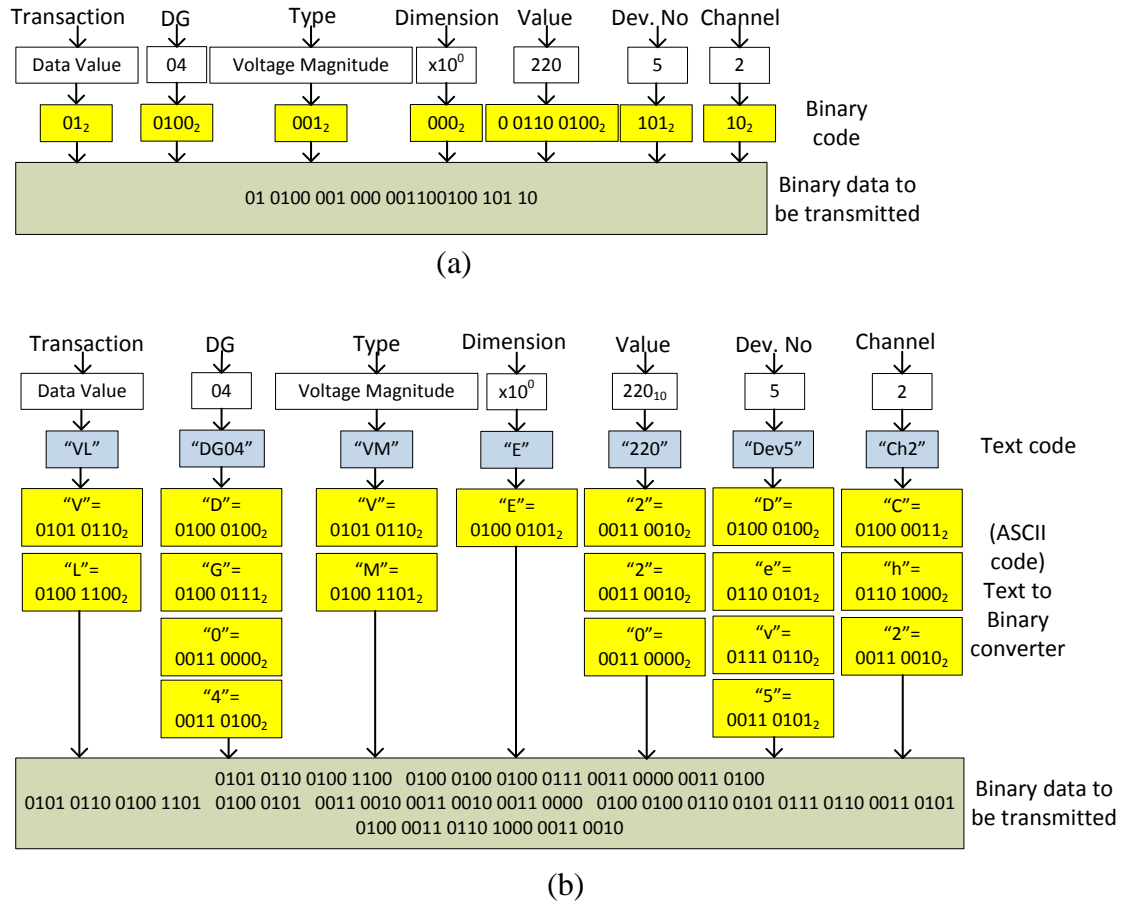 Transaction DG Type Dimension Value Dev. No Channel
Data Value 04 Voltage Magnitude x10⁰ 220 5 2
01₂ 0100₂ 001₂ 000₂ 0 0110 0100₂ 101₂ 10₂
Binary
code
01 0100 001 000 001100100 101 10
Binary data to
be transmitted
(a)
Transaction DG Type Dimension Value Dev. No Channel
Data Value 04 Voltage Magnitude x10⁰ 220₁₀ 5 2
“VL” “DG04” “VM” “E” “220” “Dev5” “Ch2” Text code
“V”= “D”= “V”= “E”= “2”= “D”= “C”=
0101 0110₂ 0100 0100₂ 0101 0110₂ 0100 0101₂ 0011 0010₂ 0100 0100₂ 0100 0011₂
“L”= “G”= “M”= “2”= “e”= “h”=
0100 1100₂ 0100 0111₂ 0100 1101₂ 0011 0010₂ 0110 0101₂ 0110 1000₂
“0”= “0”= “v”= “2”=
0011 0000₂ 0011 0000₂ 0111 0110₂ 0011 0010₂
“4”= “5”=
0011 0100₂ 0011 0101₂
(ASCII
code)
Text to
Binary
converter
0101 0110 0100 1100 0100 0100 0100 0111 0011 0000 0011 0100
0101 0110 0100 1101 0100 0101 0011 0010 0011 0010 0011 0000 0100 0100 0110 0101 0111 0110 0011 0101
0100 0011 0110 1000 0011 0010
Binary data to
be transmitted
(b)